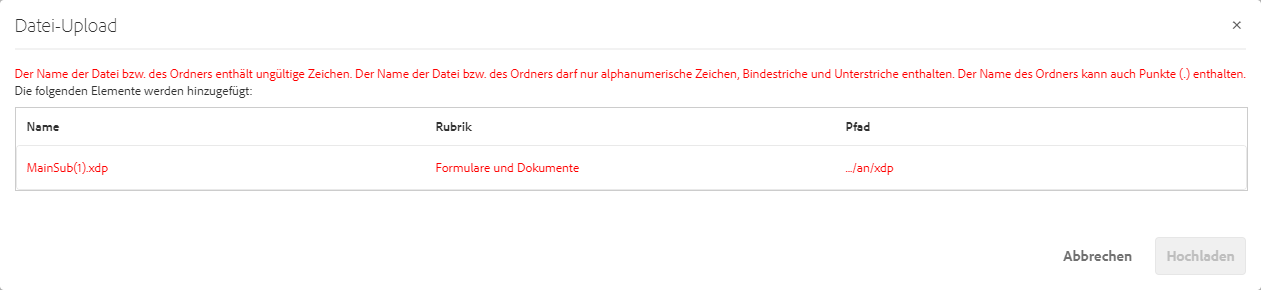 Datei-Upload
×
Der Name der Datei bzw. des Ordners enthält ungültige Zeichen. Der Name der Datei bzw. des Ordners darf nur alphanumerische Zeichen, Bindestriche und Unterstriche enthalten. Der Name des Ordners kann auch Punkte (.) enthalten.
Die folgenden Elemente werden hinzugefügt:
Name Rubrik Pfad
MainSub(1).xdp Formulare und Dokumente .../an/xdp
Abbrechen Hochladen